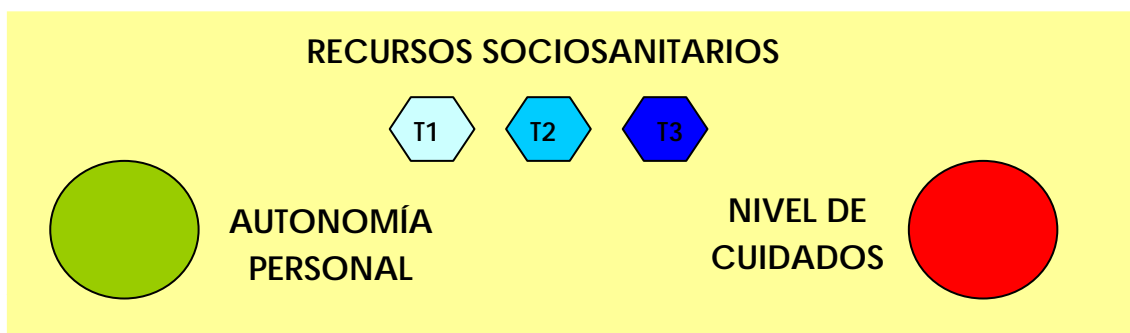 RECURSOS SOCIOSANITARIOS
T1 T2 T3
AUTONOMÍA
PERSONAL
NIVEL DE
CUIDADOS